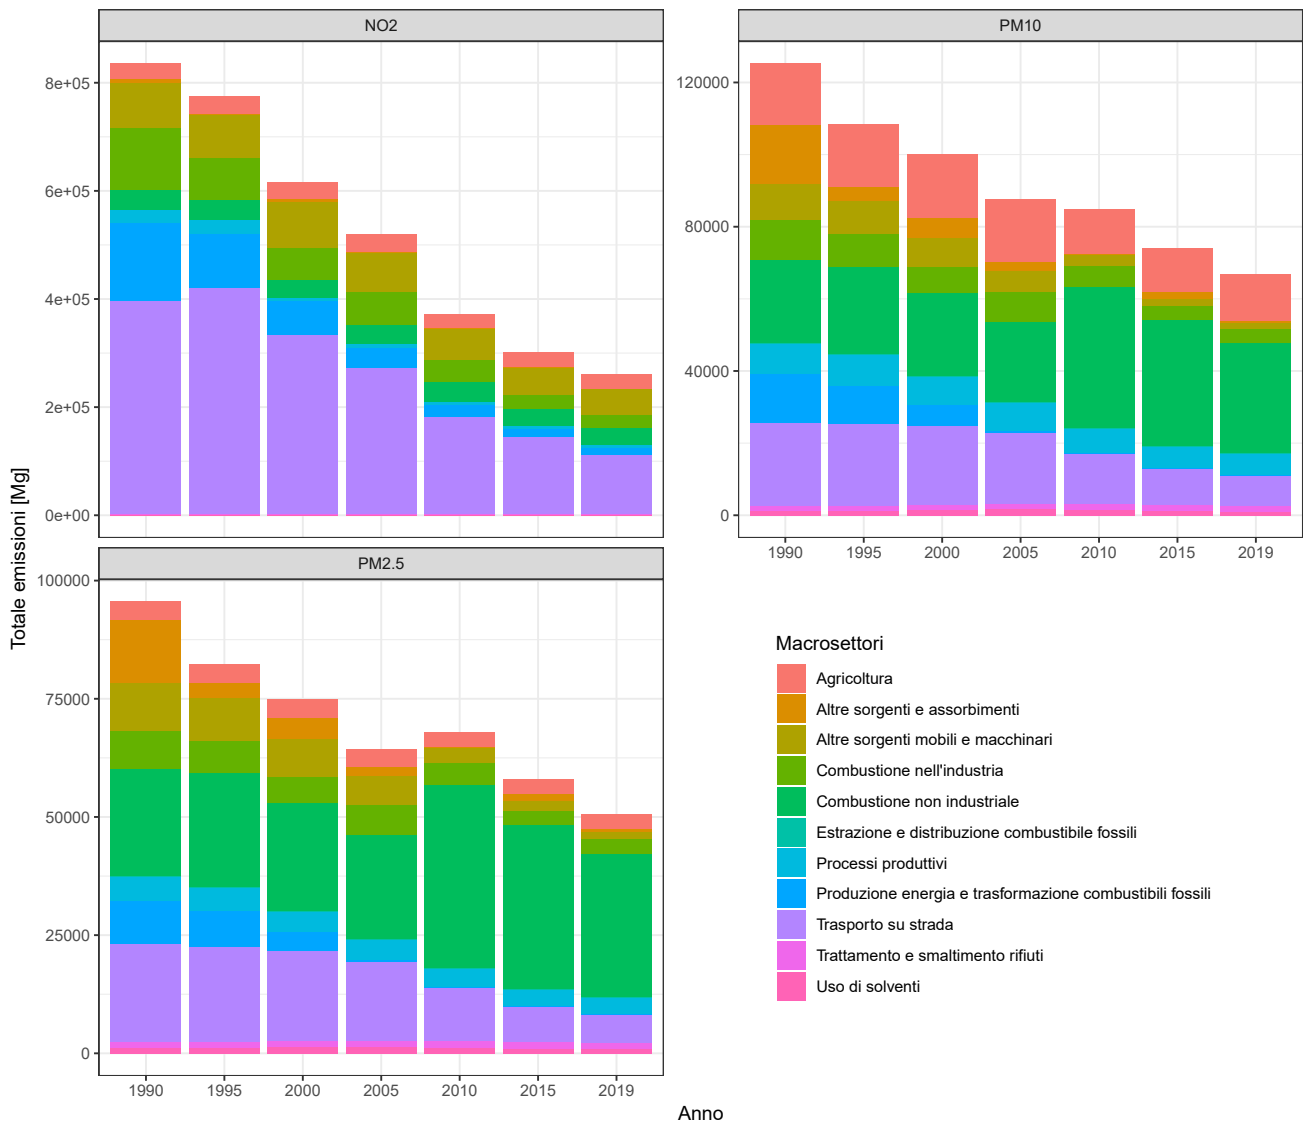 NO2
PM10
8e+05
6e+05
4e+05
2e+05
0e+00
120000
80000
40000
0
1990 1995 2000 2005 2010 2015 2019
PM2.5
100000
75000
50000
25000
0
1990 1995 2000 2005 2010 2015 2019
Totale emissioni [Mg]
Anno
Macrosettori
Agricoltura
Altre sorgenti e assorbimenti
Altre sorgenti mobili e macchinari
Combustione nell'industria
Combustione non industriale
Estrazione e distribuzione combustibile fossili
Processi produttivi
Produzione energia e trasformazione combustibili fossili
Trasporto su strada
Trattamento e smaltimento rifiuti
Uso di solventi